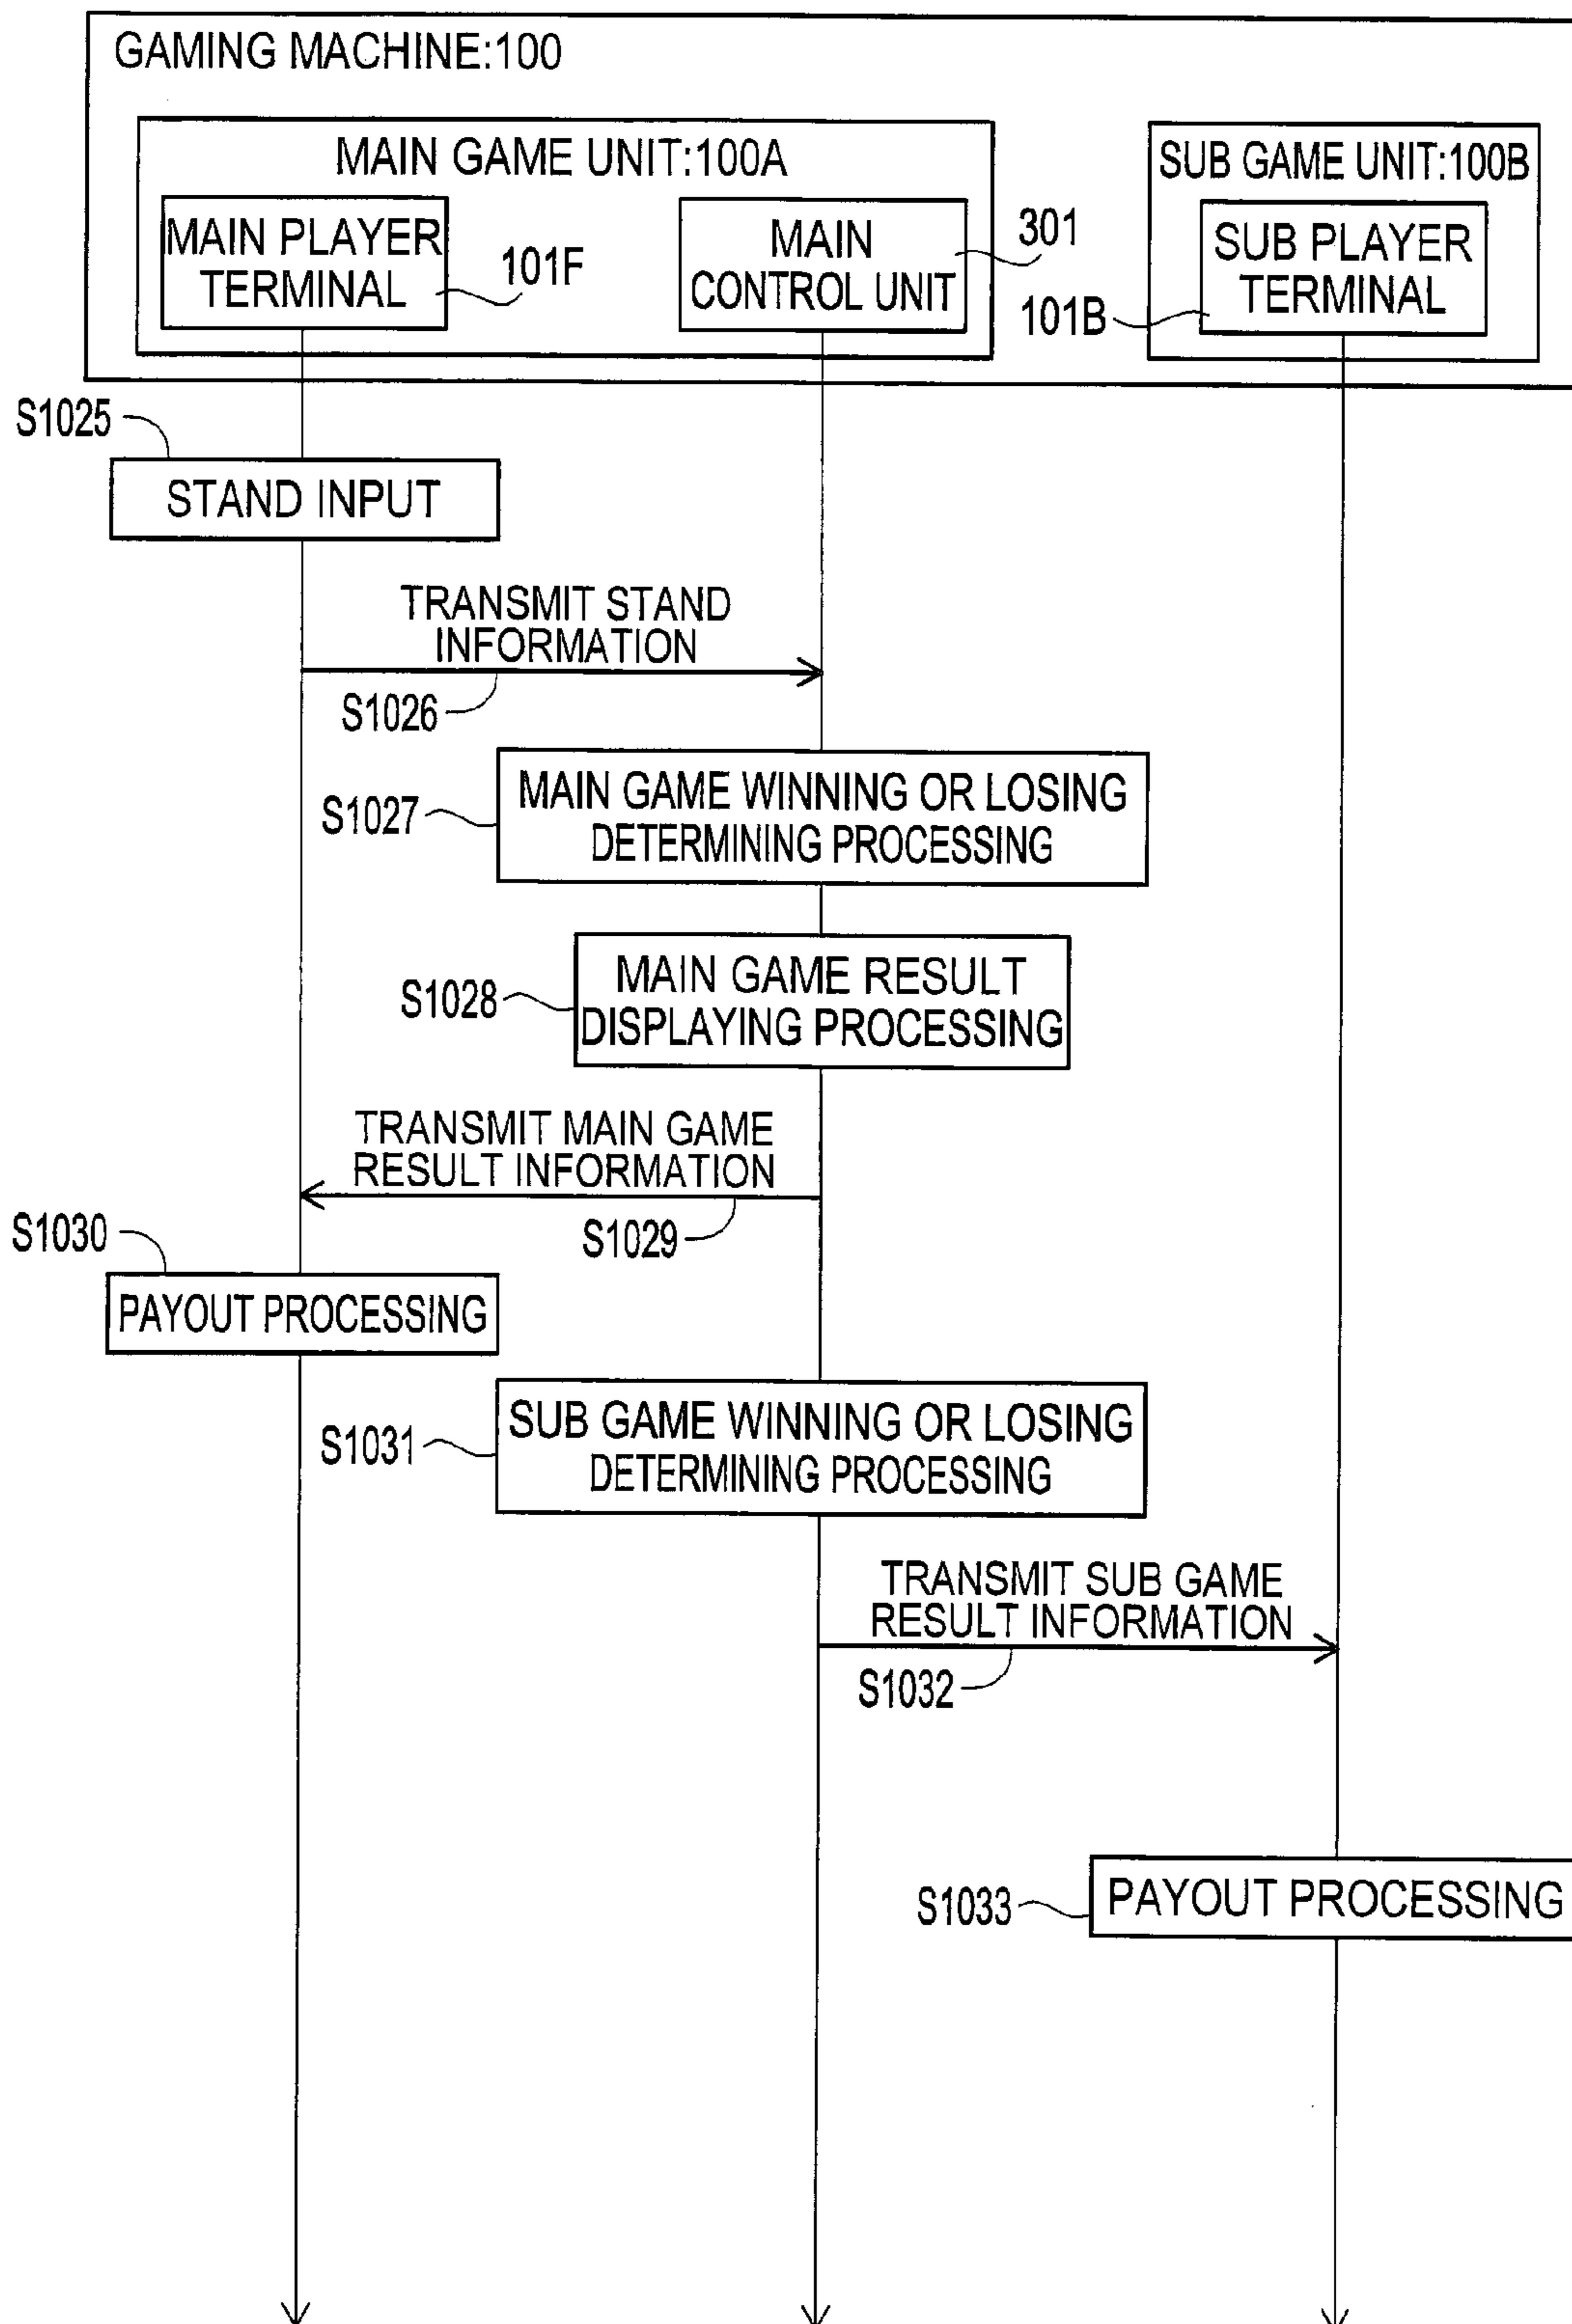 GAMING MACHINE:100
MAIN GAME UNIT:100A
SUB GAME UNIT:100B
MAIN PLAYER
TERMINAL
101F
MAIN
CONTROL UNIT
301
SUB PLAYER
TERMINAL
101B
S1025
STAND INPUT
TRANSMIT STAND
INFORMATION
S1026
MAIN GAME WINNING OR LOSING
DETERMINING PROCESSING
S1027
MAIN GAME RESULT
DISPLAYING PROCESSING
S1028
TRANSMIT MAIN GAME
RESULT INFORMATION
S1029
S1030
PAYOUT PROCESSING
SUB GAME WINNING OR LOSING
DETERMINING PROCESSING
S1031
TRANSMIT SUB GAME
RESULT INFORMATION
S1032
S1033
PAYOUT PROCESSING